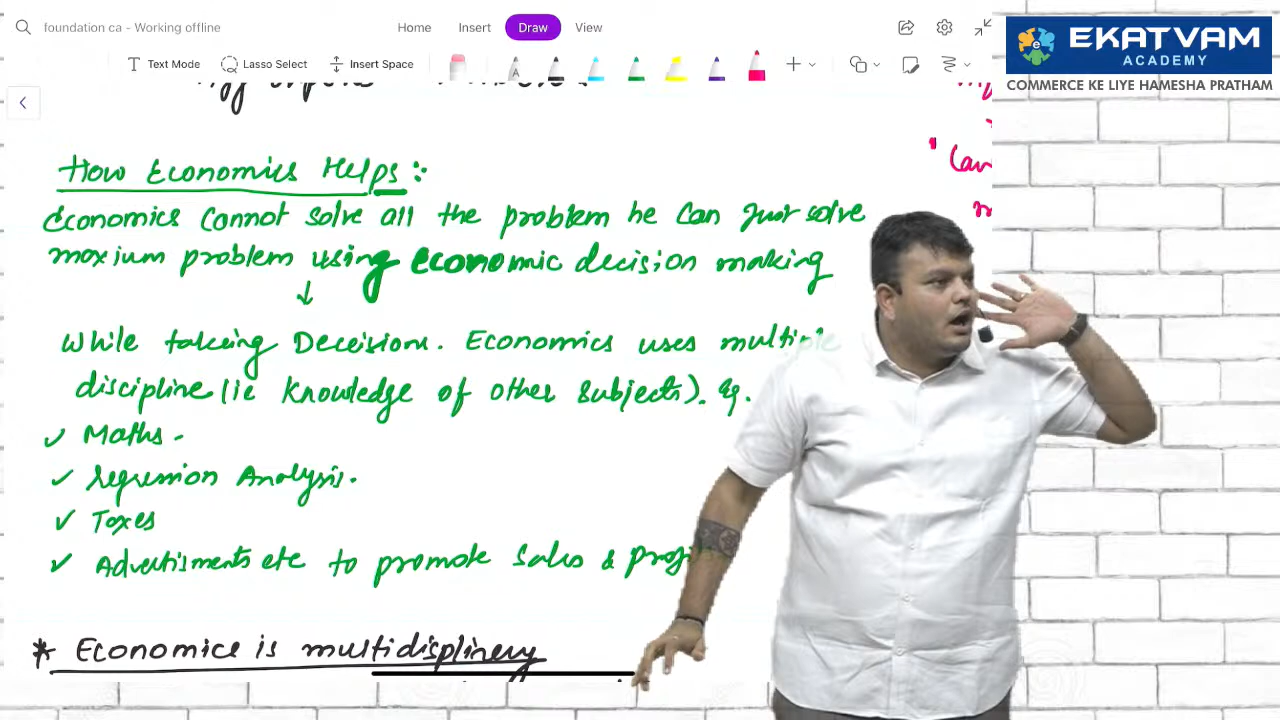 foundation ca - Working offline
Home Insert Draw View
EKATVAM
ACADEMY
COMMERCE KE LIYE HAMESHA PRATHAM
Text Mode Lasso Select Insert Space
How Economics Helps :-
Economics Cannot solve all the problem he can Just solve
maxium problem using economic decision making
While takeing Decision. Economics uses multiple
discipline (ie Knowledge of other subjects). Eg.
Maths.
Regression Analysis.
Taxes
Advertisments etc to promote Sales &
* Economics is multidisplinery